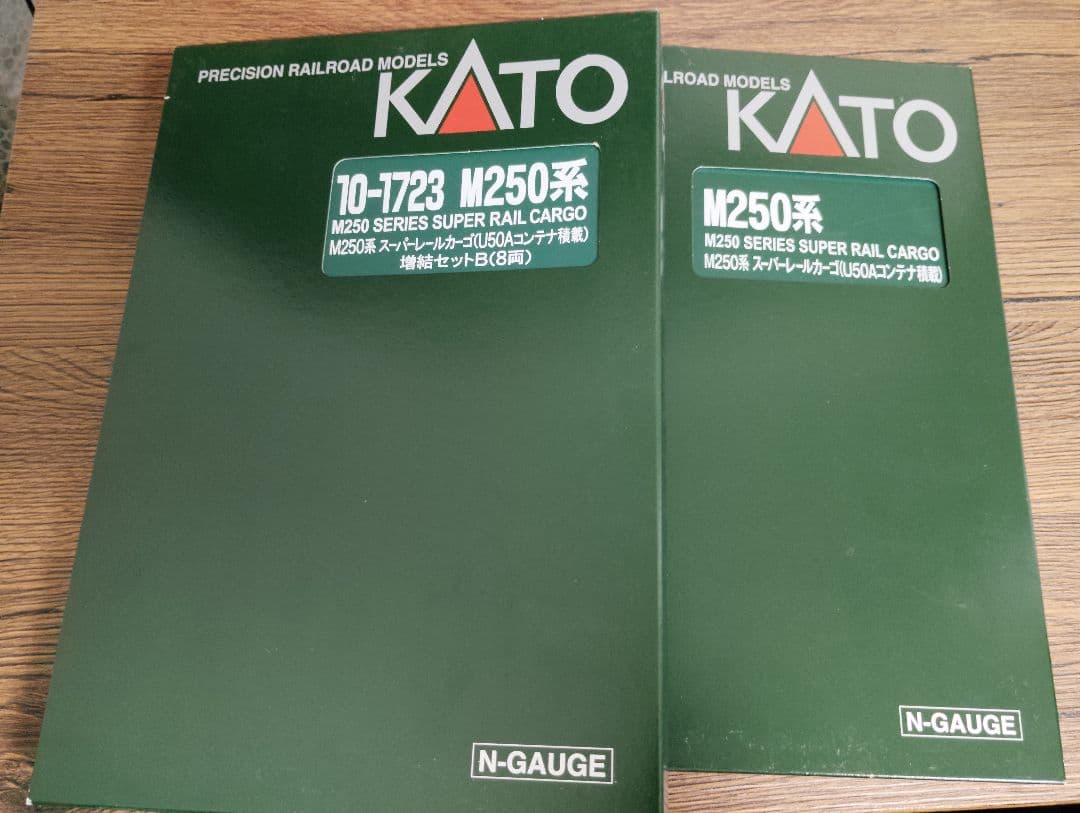 PRECISION RAILROAD MODELS
KATO
10-1723 M250系
M250 SERIES SUPER RAIL CARGO
M250系 スーパーレールカーゴ(U50Aコンテナ積載)
増結セットB(8両)
N-GAUGE
LROAD MODELS
KATO
M250系
M250 SERIES SUPER RAIL CARGO
M250系 スーパーレールカーゴ(U50Aコンテナ積載)
N-GAUGE